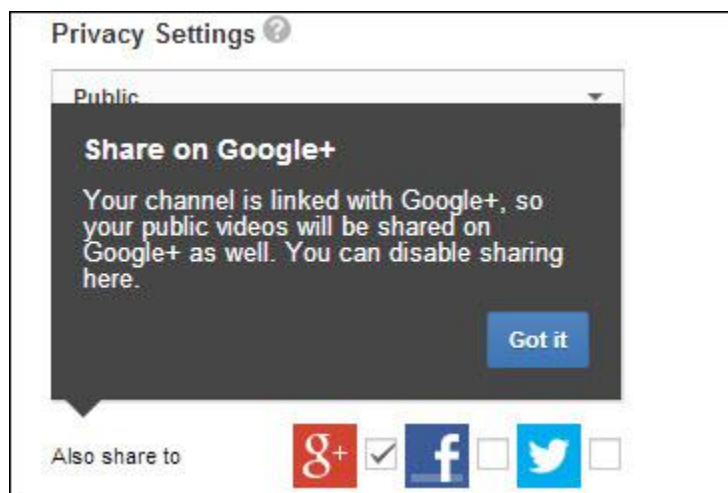 Privacy Settings ?
Public
Share on Google+
Your channel is linked with Google+, so
your public videos will be shared on
Google+ as well. You can disable sharing
here.
Got it
Also share to g+ f